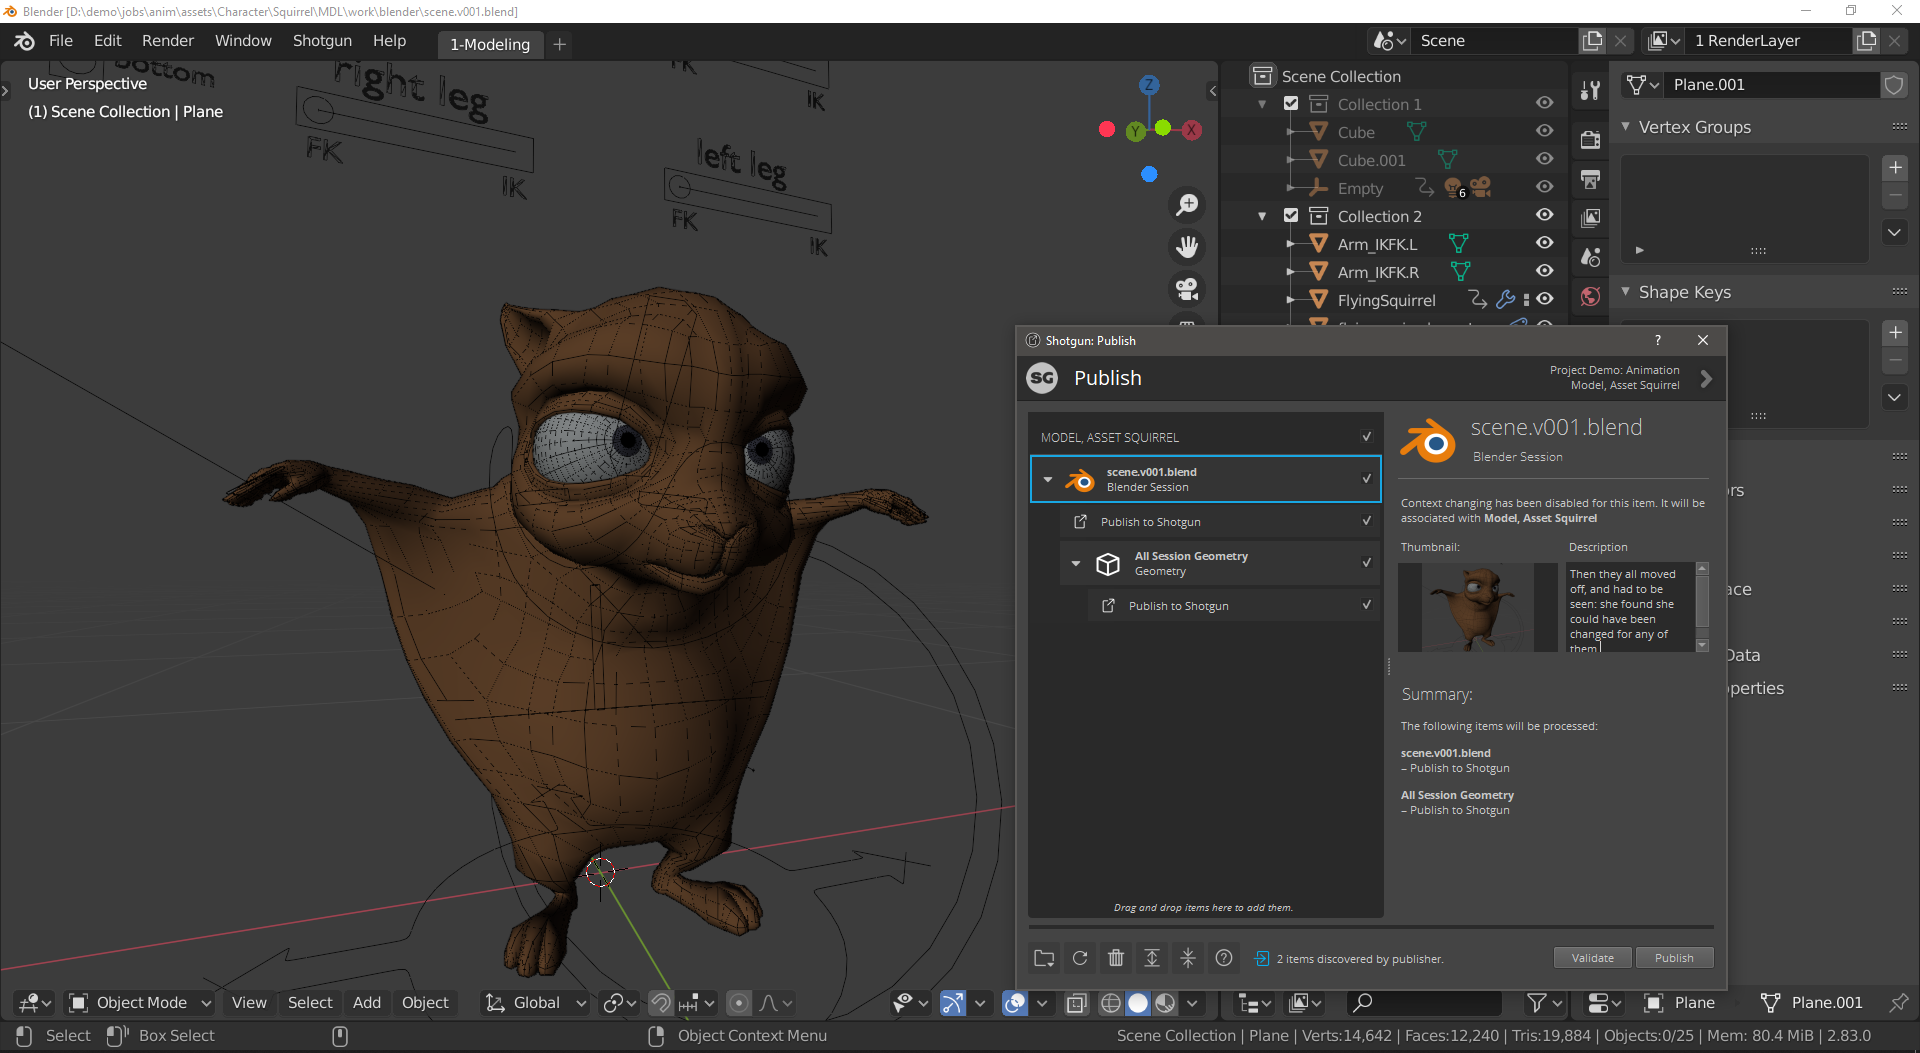 Blender [D:\demo\jobs\anim\assets\Character\Squirrel\MDL\work\blender\scene.v001.blend]
File Edit Render Window Shotgun Help 1-Modeling
Scene
1 RenderLayer
User Perspective
(1) Scene Collection | Plane
bottom
right leg
FK
IK
left leg
FK
IK
FK
IK
Z
Y
X
Scene Collection
Collection 1
Cube
Cube.001
Empty
6
Collection 2
Arm_IKFK.L
Arm_IKFK.R
FlyingSquirrel
Plane.001
Vertex Groups
Shape Keys
Shotgun: Publish
?
SG
Publish
Project Demo: Animation
Model, Asset Squirrel
MODEL, ASSET SQUIRREL
scene.v001.blend
Blender Session
Publish to Shotgun
All Session Geometry
Geometry
Publish to Shotgun
Drag and drop items here to add them.
scene.v001.blend
Blender Session
Context changing has been disabled for this item. It will be
associated with Model, Asset Squirrel
Thumbnail:
Description
Then they all moved
off, and had to be
seen: she found she
could have been
changed for any of
them
Summary:
The following items will be processed:
scene.v001.blend
– Publish to Shotgun
All Session Geometry
– Publish to Shotgun
2 items discovered by publisher.
Validate
Publish
rs
ace
Data
perties
Object Mode View Select Add Object Global
Plane
Plane.001
Select
Box Select
Object Context Menu
Scene Collection | Plane | Verts:14,642 | Faces:12,240 | Tris:19,884 | Objects:0/25 | Mem: 80.4 MiB | 2.83.0